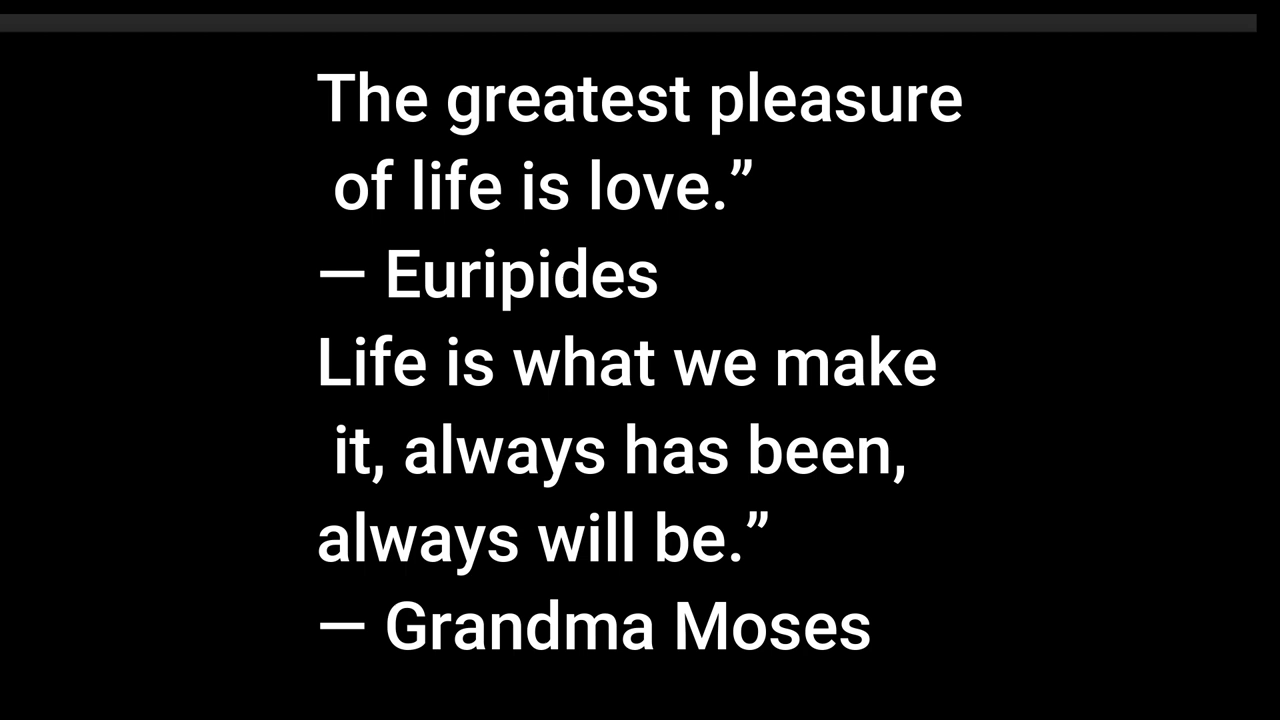 The greatest pleasure
of life is love.”
— Euripides
Life is what we make
it, always has been,
always will be.”
— Grandma Moses